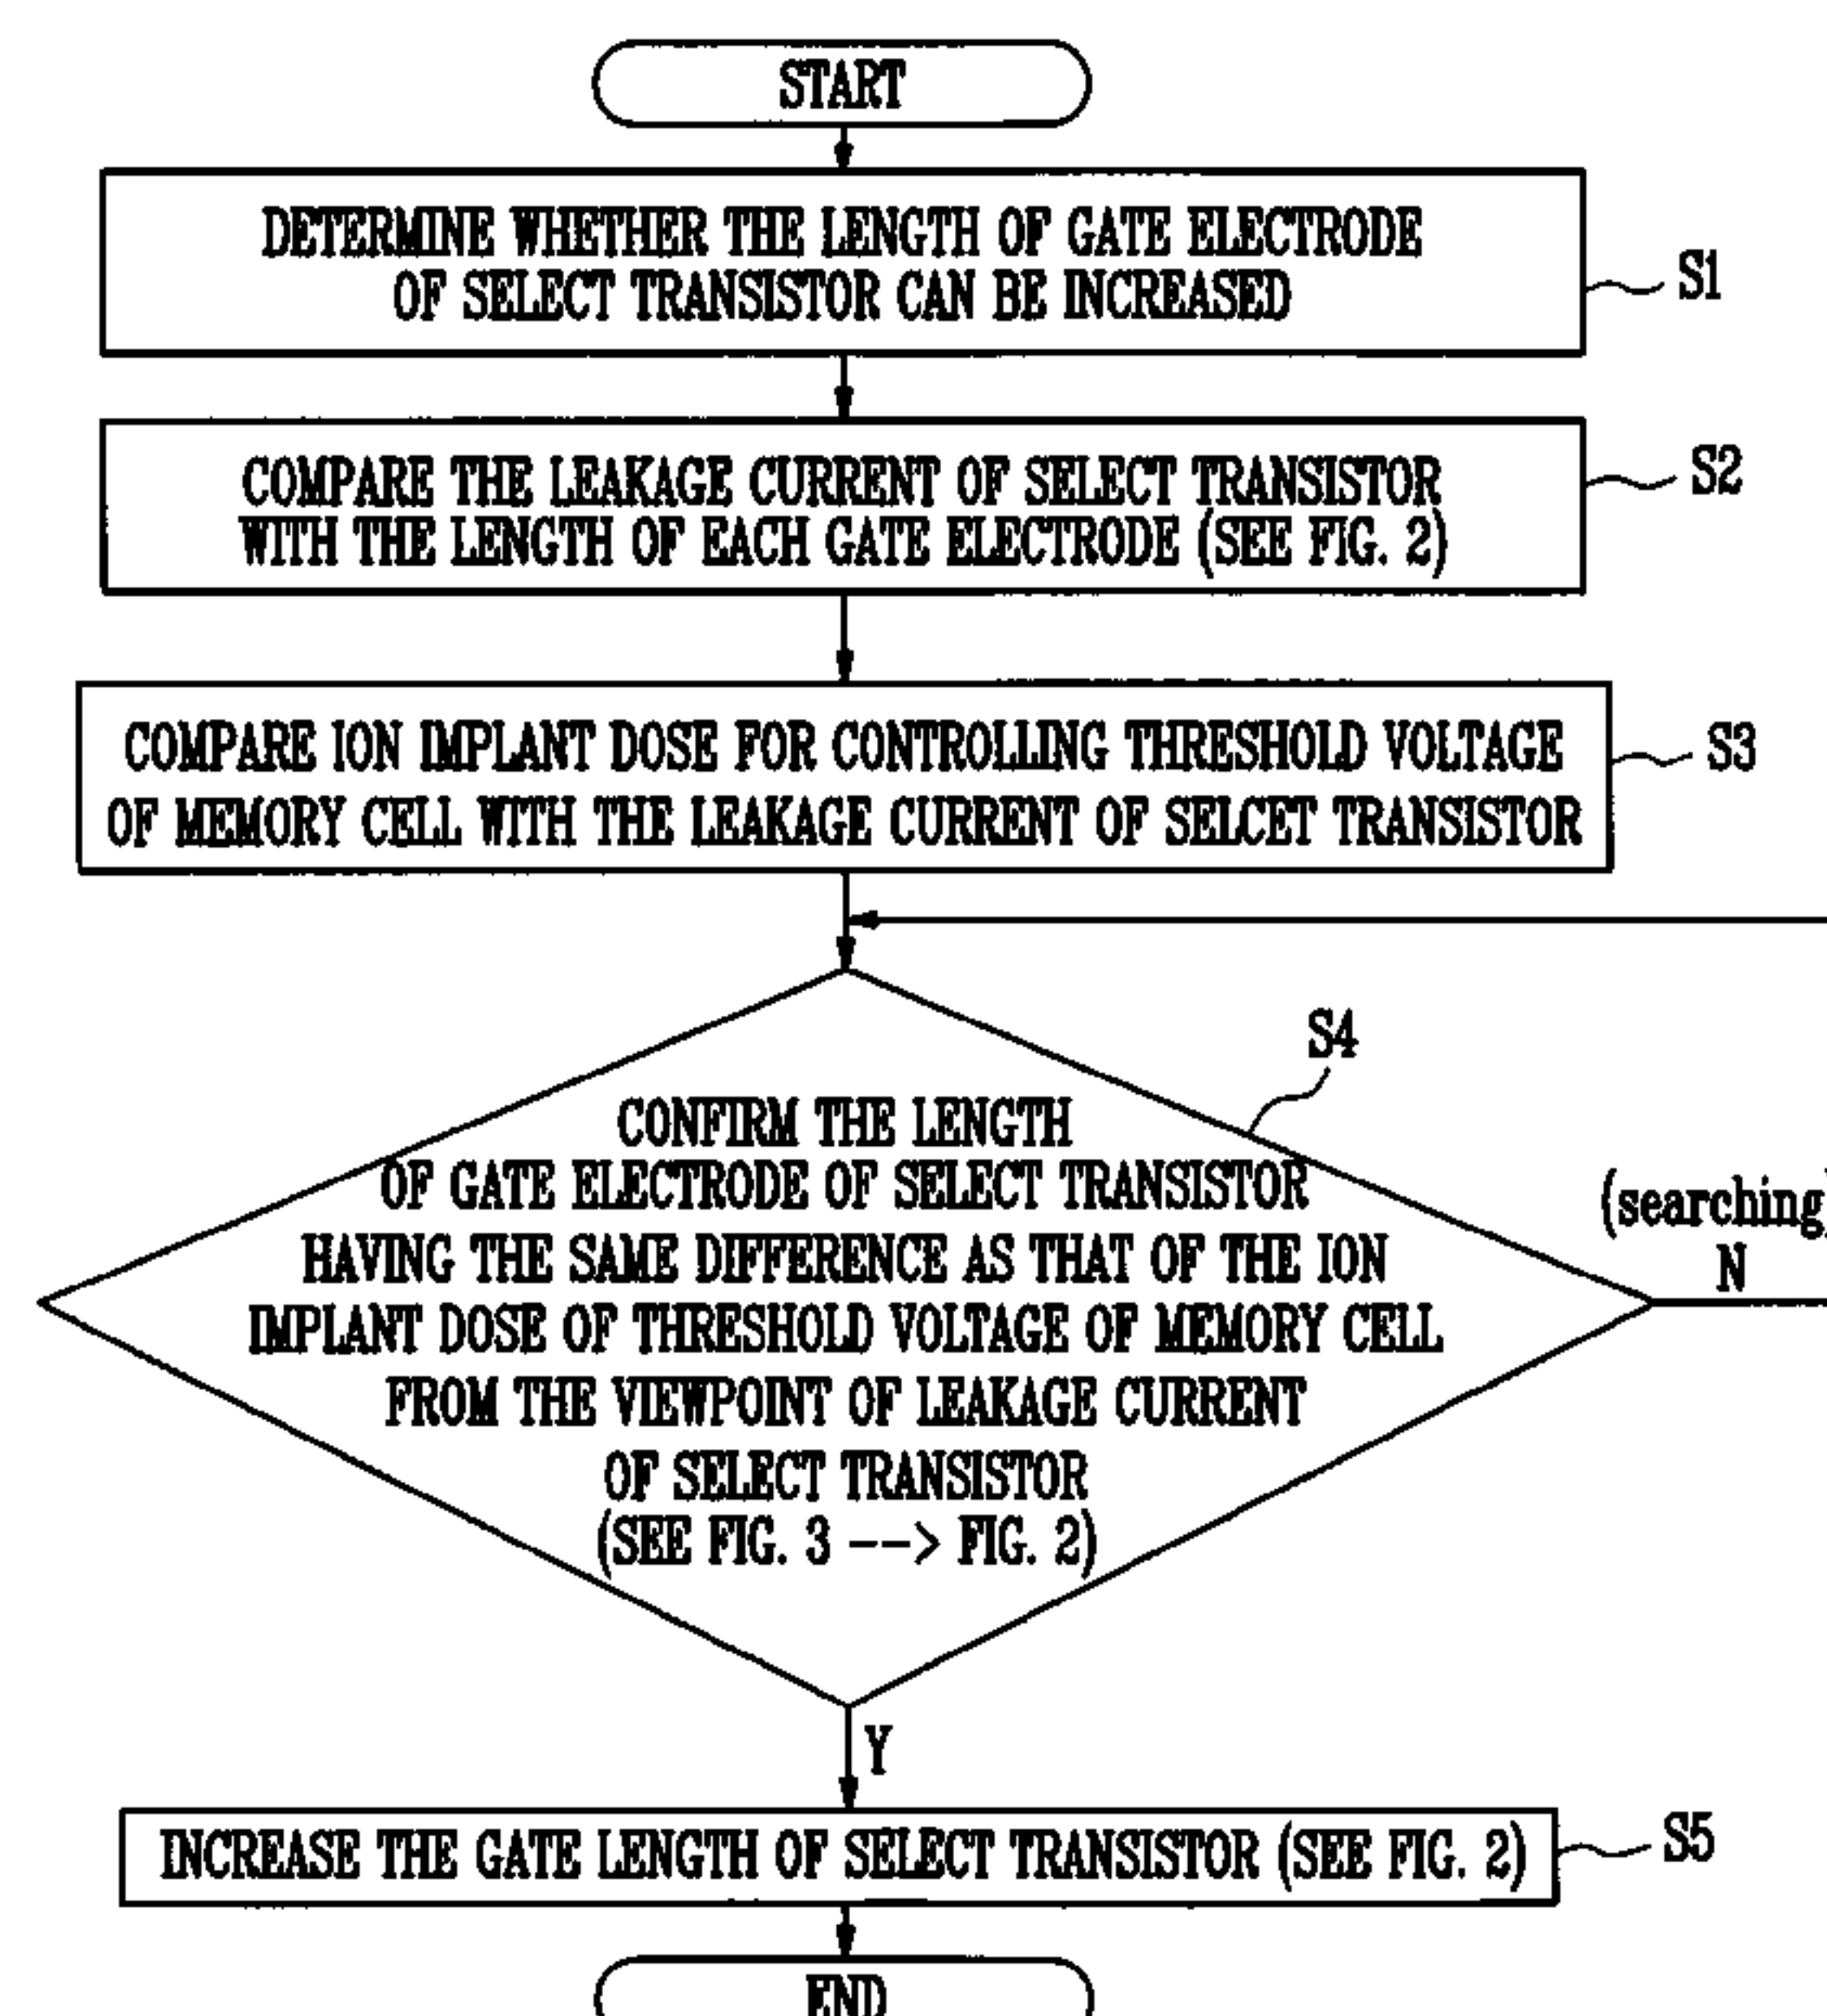 START
DETERMINE WHETHER THE LENGTH OF GATE ELECTRODE
OF SELECT TRANSISTOR CAN BE INCREASED
S1
COMPARE THE LEAKAGE CURRENT OF SELECT TRANSISTOR
WITH THE LENGTH OF EACH GATE ELECTRODE (SEE FIG. 2)
S2
COMPARE ION IMPLANT DOSE FOR CONTROLLING THRESHOLD VOLTAGE
OF MEMORY CELL WITH THE LEAKAGE CURRENT OF SELCET TRANSISTOR
S3
S4
CONFIRM THE LENGTH
OF GATE ELECTRODE OF SELECT TRANSISTOR
HAVING THE SAME DIFFERENCE AS THAT OF THE ION
IMPLANT DOSE OF THRESHOLD VOLTAGE OF MEMORY CELL
FROM THE VIEWPOINT OF LEAKAGE CURRENT
OF SELECT TRANSISTOR
(SEE FIG. 3 --> FIG. 2)
(searching)
N
Y
INCREASE THE GATE LENGTH OF SELECT TRANSISTOR (SEE FIG. 2)
S5
END